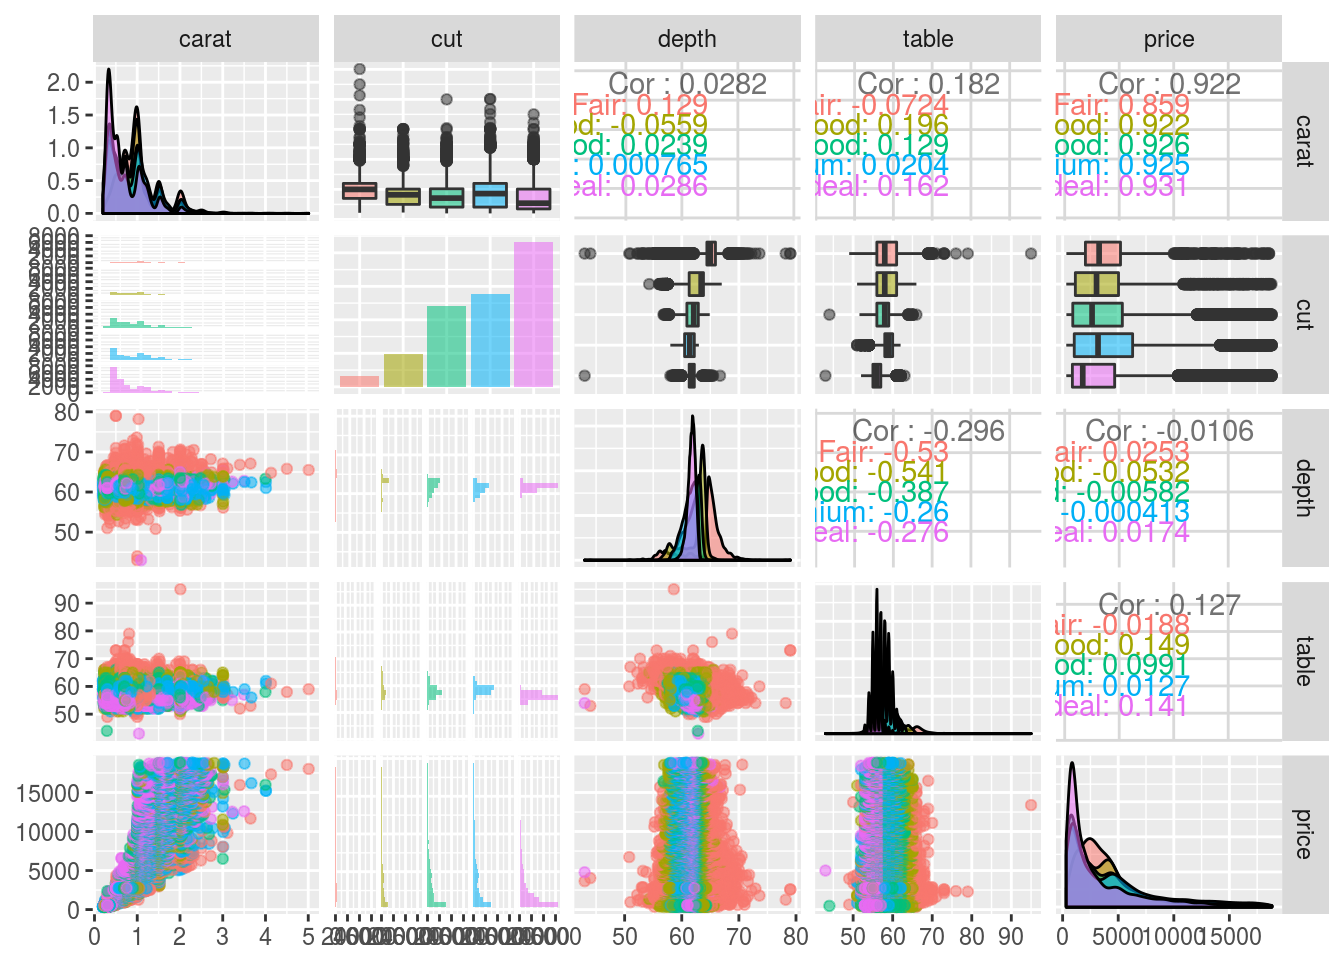 carat cut depth table price
2.0
1.5
1.0
0.5
0.0
Cor : 0.0282
Fair: 0.129
od: -0.0559
ood: 0.0239
: 0.000765
eal: 0.0286
Cor : 0.182
air: -0.0724
ood: 0.196
ood: 0.129
um: 0.0204
deal: 0.162
Cor : 0.922
Fair: 0.859
ood: 0.922
ood: 0.926
ium: 0.925
deal: 0.931
carat
8000
2000
0
cut
80
70
60
50
Cor : -0.296
Fair: -0.53
ood: -0.541
ood: -0.387
ium: -0.26
eal: -0.276
Cor : -0.0106
air: 0.0253
od: -0.0532
d: -0.00582
-0.000413
eal: 0.0174
depth
90
80
70
60
50
Cor : 0.127
air: -0.0188
ood: 0.149
od: 0.0991
um: 0.0127
deal: 0.141
table
15000
10000
5000
0
price
0 1 2 3 4 5
50 60 70 80
50 60 70 80 90
0 5000 10000 15000